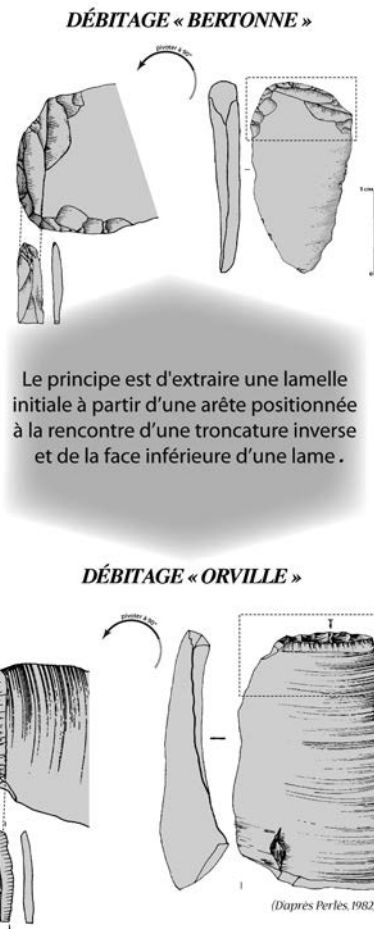 DÉBITAGE « BERTONNE »
pivoter à 90°
Le principe est d'extraire une lamelle
initiale à partir d'une arête positionnée
à la rencontre d'une troncature inverse
et de la face inférieure d'une lame.
DÉBITAGE « ORVILLE »
pivoter à 90°
(D'après Perlès, 1982